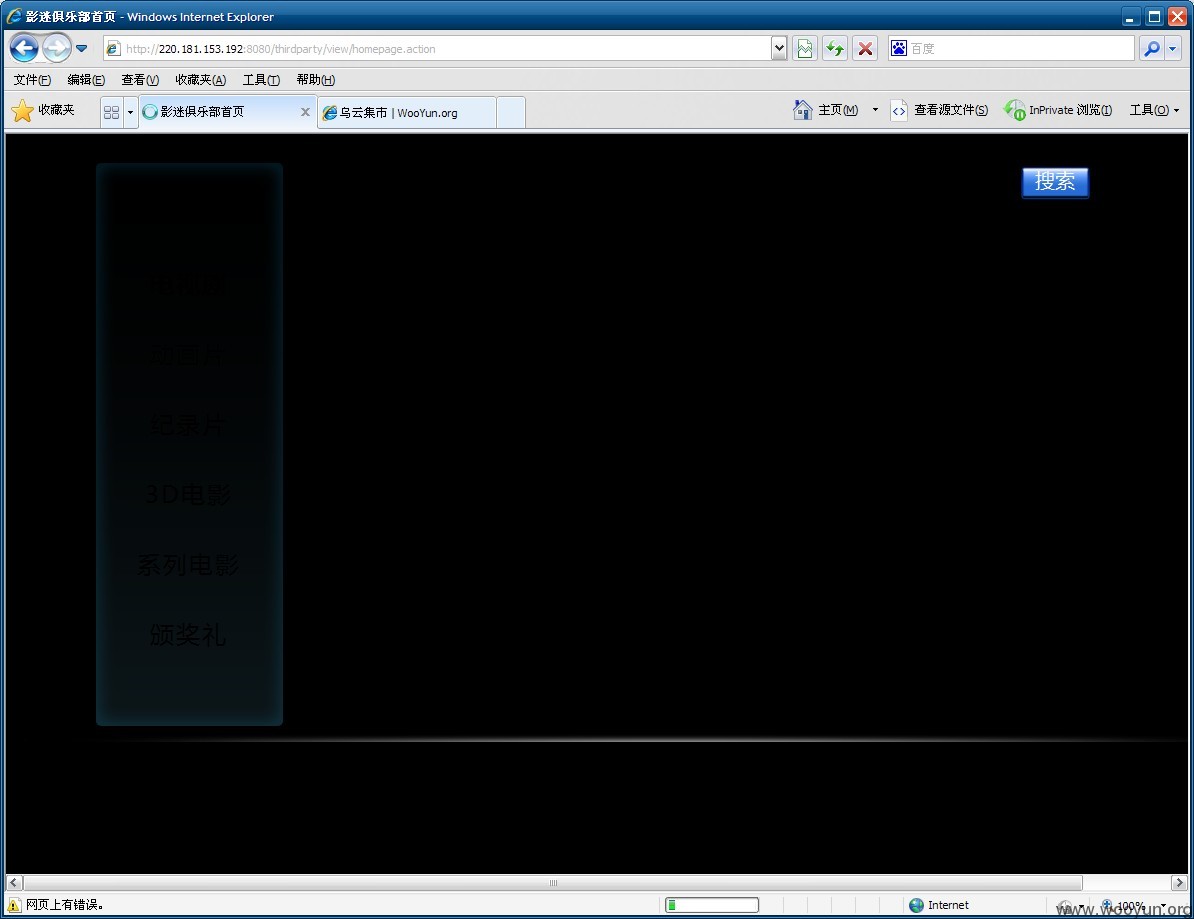 影迷俱乐部首页 - Windows Internet Explorer
http://220.181.153.192:8080/thirdparty/view/homepage.action
百度
文件(F) 编辑(E) 查看(V) 收藏夹(A) 工具(T) 帮助(H)
收藏夹 影迷俱乐部首页 x 乌云集市 | WooYun.org 主页(M) 查看源文件(S) InPrivate 浏览(I) 工具(O)
搜索
动画片
纪录片
3D电影
系列电影
颁奖礼
网页上有错误。 Internet 100%
www.wooyun.org